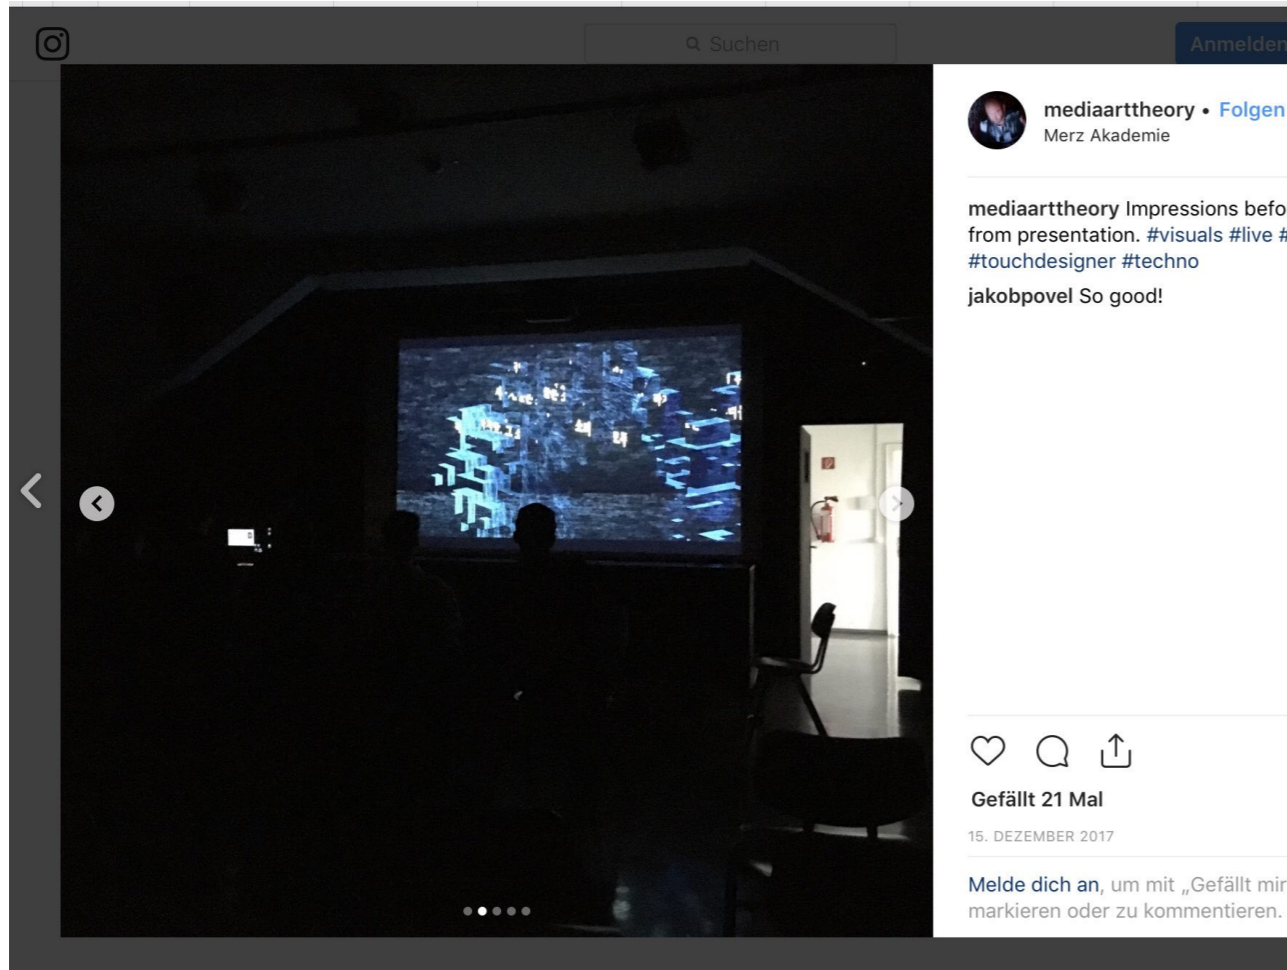 Suchen
Anmelden
mediaarttheory • Folgen
Merz Akademie
mediaarttheory Impressions befo
from presentation. #visuals #live #
#touchdesigner #techno
jakobpovel So good!
Gefällt 21 Mal
15. DEZEMBER 2017
Melde dich an, um mit „Gefällt mir
markieren oder zu kommentieren.